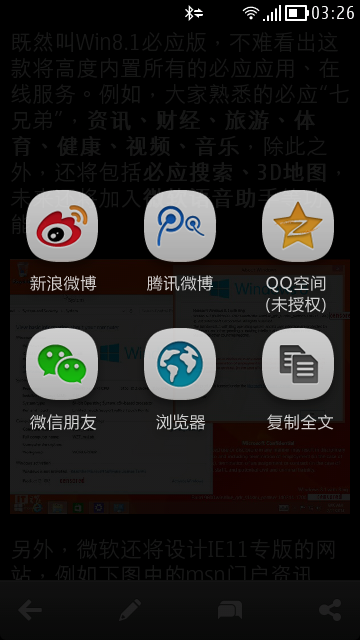 03:26
既然叫Win8.1必应版，不难看出这
款将高度内置所有的必应应用、在
线服务。例如，大家熟悉的必应“七
兄弟”，资讯、财经、旅游、体
育、健康、视频、音乐，除此之
外，还将包括必应搜索、3D地图，
新浪微博
腾讯微博
QQ空间
(未授权)
微信朋友
浏览器
复制全文
另外，微软还将设计IE11专版的网
站，例如下图中的msn门户资讯